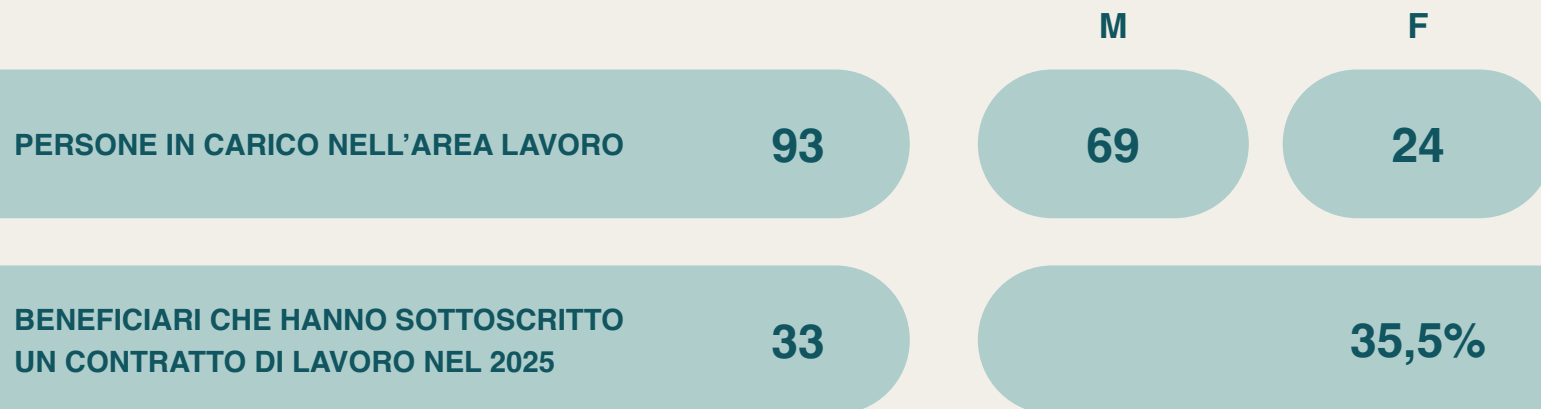 M F
PERSONE IN CARICO NELL’AREA LAVORO 93 69 24
BENEFICIARI CHE HANNO SOTTOSCRITTO
UN CONTRATTO DI LAVORO NEL 2025 33 35,5%